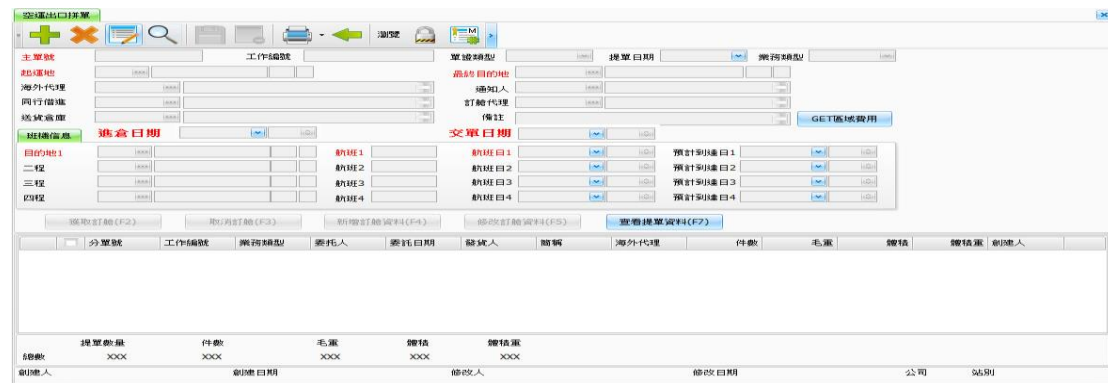 空運出口拼單
瀏覽
主單號 工作編號 單證類型 提單日期 業務類型
起運地 最終目的地
海外代理 通知人
同行借進 訂艙代理
送貨倉庫 備註 GET區域費用
班機信息 進倉日期 交單日期
目的地1 航班1 航班日1 預計到達日1
二程 航班2 航班日2 預計到達日2
三程 航班3 航班日3 預計到達日3
四程 航班4 航班日4 預計到達日4
獲取訂艙(F2) 取消訂艙(F3) 新增訂艙資料(F4) 修改訂艙資料(F5) 查看提單資料(F7)
分單號 工作編號 業務類型 委托人 委託日期 發貨人 簡稱 海外代理 件數 毛重 體積 體積重 創建人
提單數量 件數 毛重 體積 體積重
總數 XXX XXX XXX XXX XXX
創建人 創建日期 修改人 修改日期 公司 站別